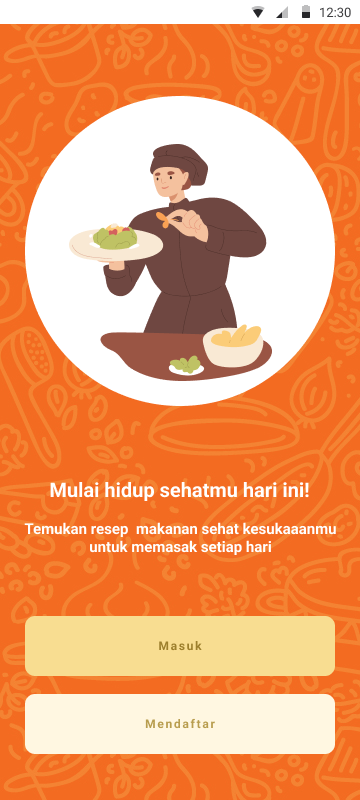 12:30
Mulai hidup sehatmu hari ini!
Temukan resep  makanan sehat kesukaaanmu
untuk memasak setiap hari
Masuk
Mendaftar